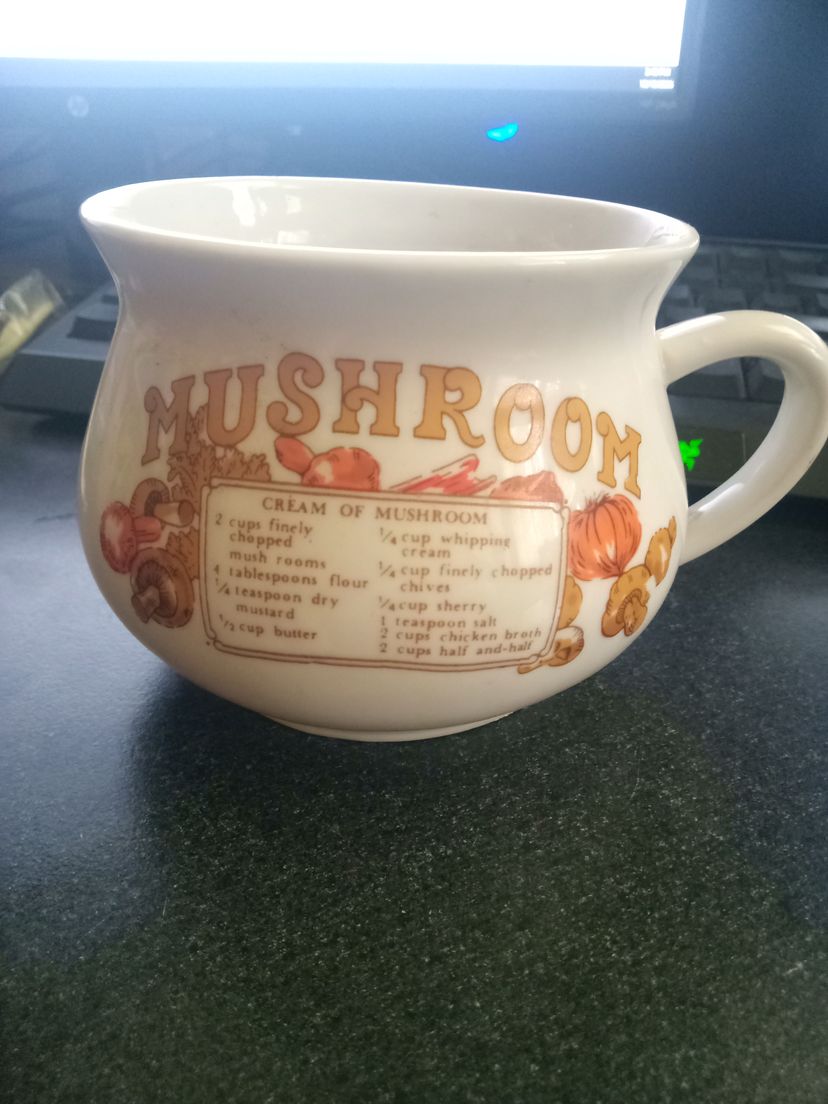 MUSHROOM
CREAM OF MUSHROOM
2 cups finely
chopped
mush rooms
4 tablespoons flour
1/4 teaspoon dry
mustard
1/2 cup butter
1/4 cup whipping
cream
1/4 cup finely chopped
chives
1/4 cup sherry
1 teaspoon salt
2 cups chicken broth
2 cups half and-half